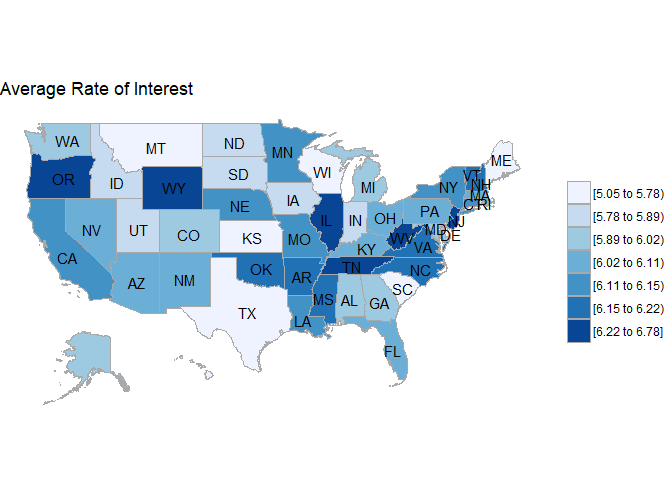 Average Rate of Interest
WA
MT
ND
MN
ME
OR
ID
SD
WI
MI
VT
NH
NY
MA
CT
RI
WY
NE
IA
IL
IN
OH
PA
NJ
MD
DE
NV
UT
CO
KS
MO
KY
WV
VA
CA
AZ
NM
OK
AR
TN
NC
TX
LA
MS
AL
GA
SC
FL
[5.05 to 5.78)
[5.78 to 5.89)
[5.89 to 6.02)
[6.02 to 6.11)
[6.11 to 6.15)
[6.15 to 6.22)
[6.22 to 6.78]